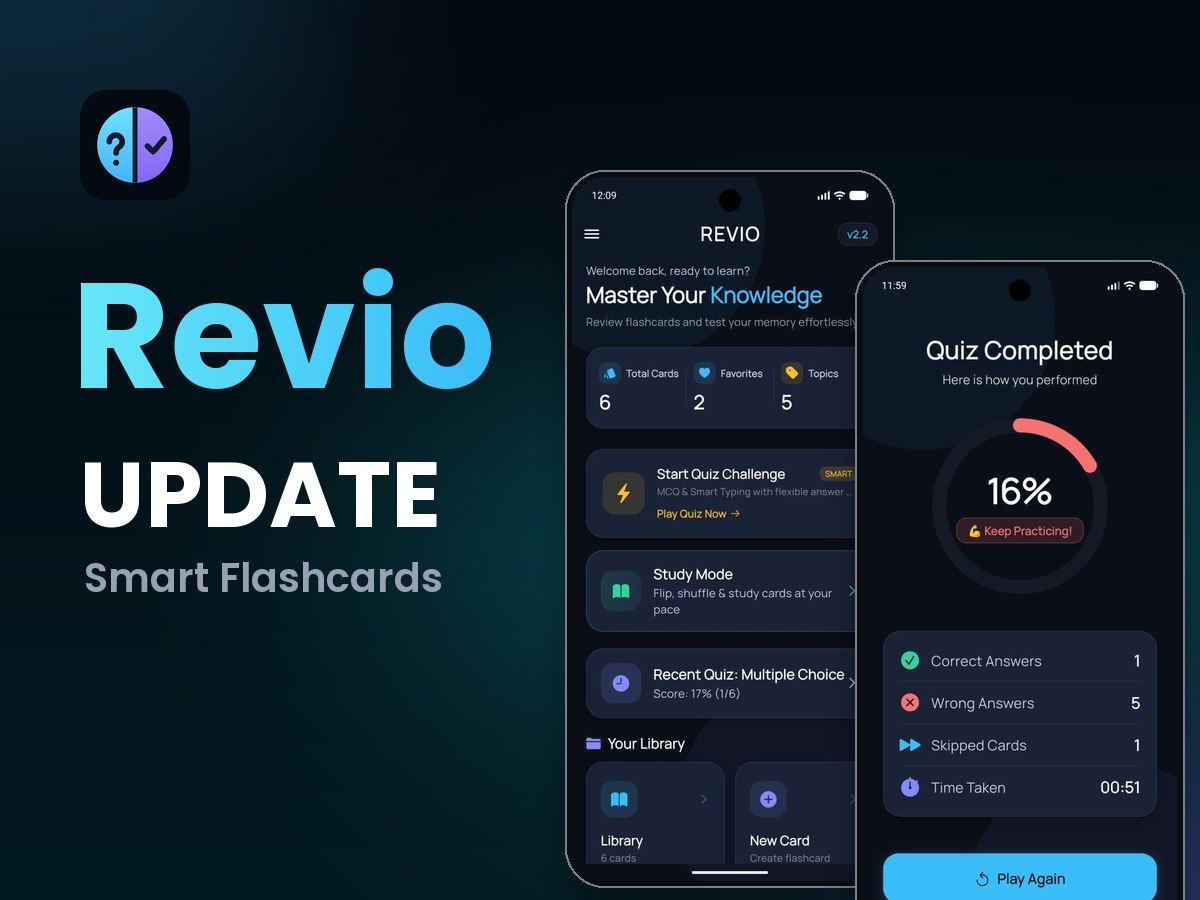 ?
Revio
UPDATE
Smart Flashcards
12:09
REVIO
v2.2
Welcome back, ready to learn?
Master Your Knowledge
Review flashcards and test your memory effortlessly
Total Cards
6
Favorites
2
Topics
5
Start Quiz Challenge
SMART
MCQ & Smart Typing with flexible answer ...
Play Quiz Now →
Study Mode
Flip, shuffle & study cards at your
pace
Recent Quiz: Multiple Choice
Score: 17% (1/6)
Your Library
Library
6 cards
New Card
Create flashcard
11:59
Quiz Completed
Here is how you performed
16%
💪 Keep Practicing!
Correct Answers 1
Wrong Answers 5
Skipped Cards 1
Time Taken 00:51
Play Again